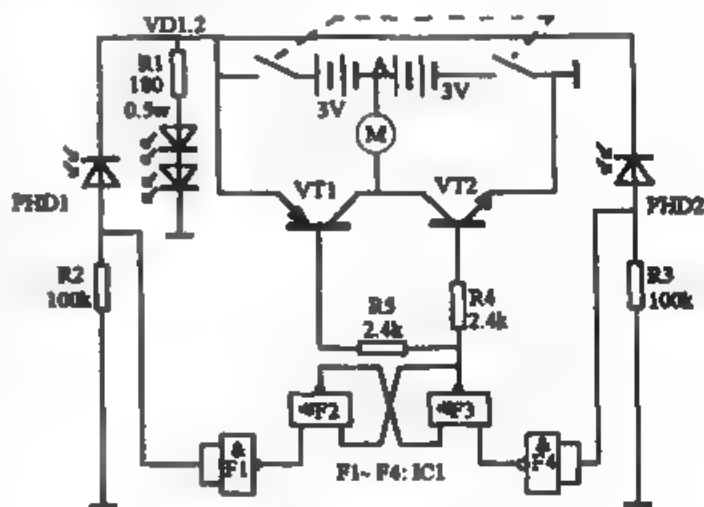 VD1.2
R1
180
0.5w
3V
3V
M
VT1
VT2
PHD1
PHD2
R2
100k
R3
100k
R4
2.4k
R5
2.4k
&F2
&F3
&
F1
&
F4
F1~ F4: IC1